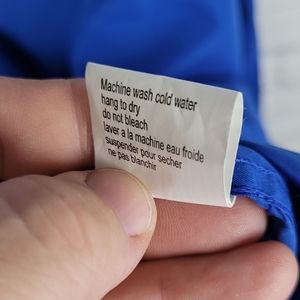 Machine wash cold water
hang to dry
do not bleach
laver a la machine eau froide
suspender pour secher
ne pas blanchir